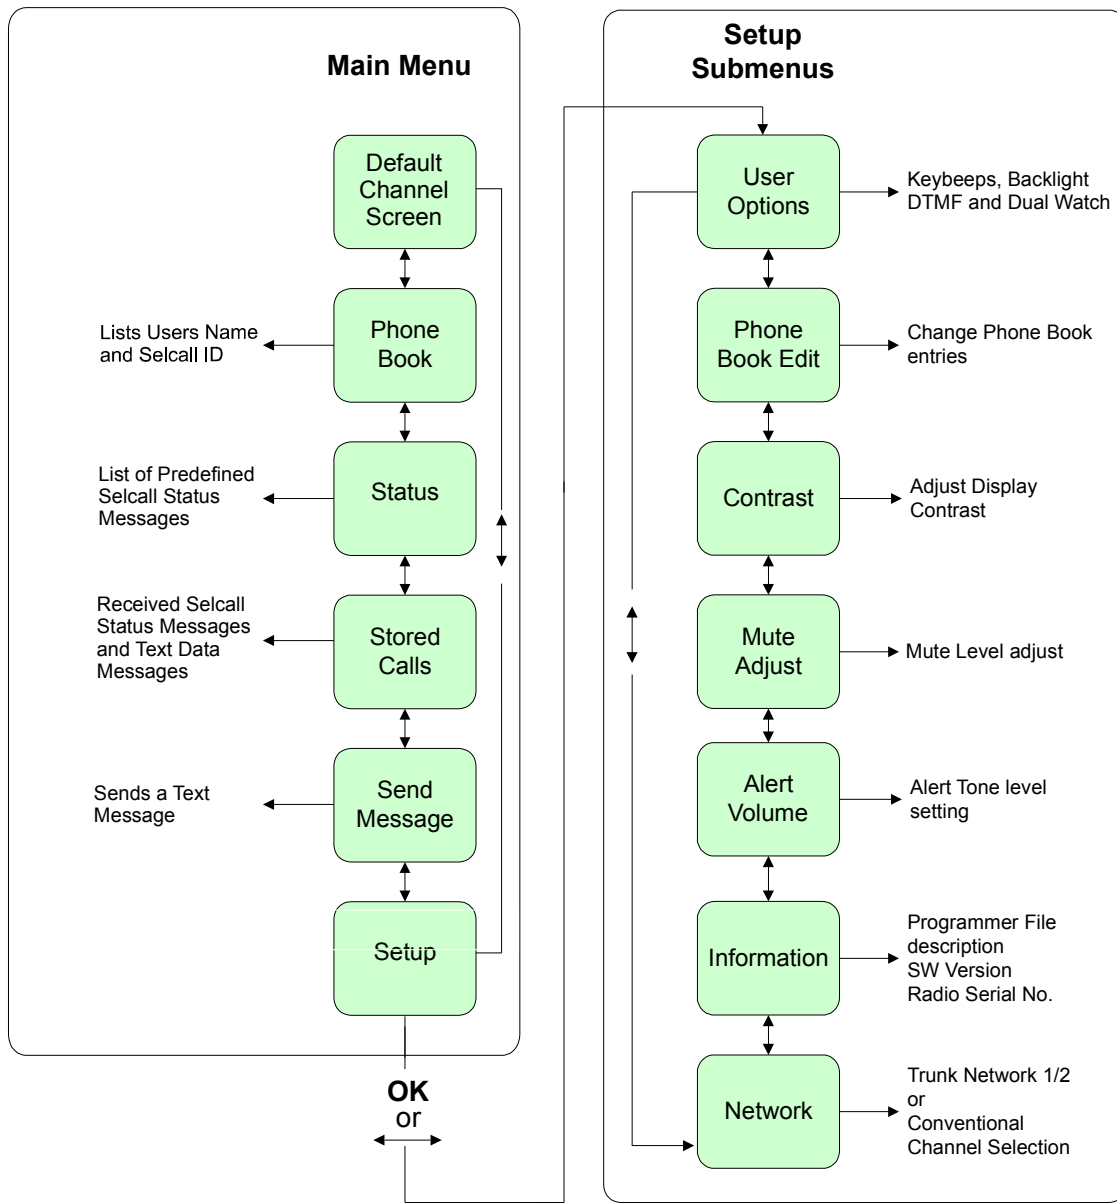 Main Menu
Default
Channel
Screen
Phone
Book
Lists Users Name
and Selcall ID
Status
List of Predefined
Selcall Status
Messages
Stored
Calls
Received Selcall
Status Messages
and Text Data
Messages
Send
Message
Sends a Text
Message
Setup
OK
or
Setup
Submenus
User
Options
Keybeeps, Backlight
DTMF and Dual Watch
Phone
Book Edit
Change Phone Book
entries
Contrast
Adjust Display
Contrast
Mute
Adjust
Mute Level adjust
Alert
Volume
Alert Tone level
setting
Information
Programmer File
description
SW Version
Radio Serial No.
Network
Trunk Network 1/2
or
Conventional
Channel Selection